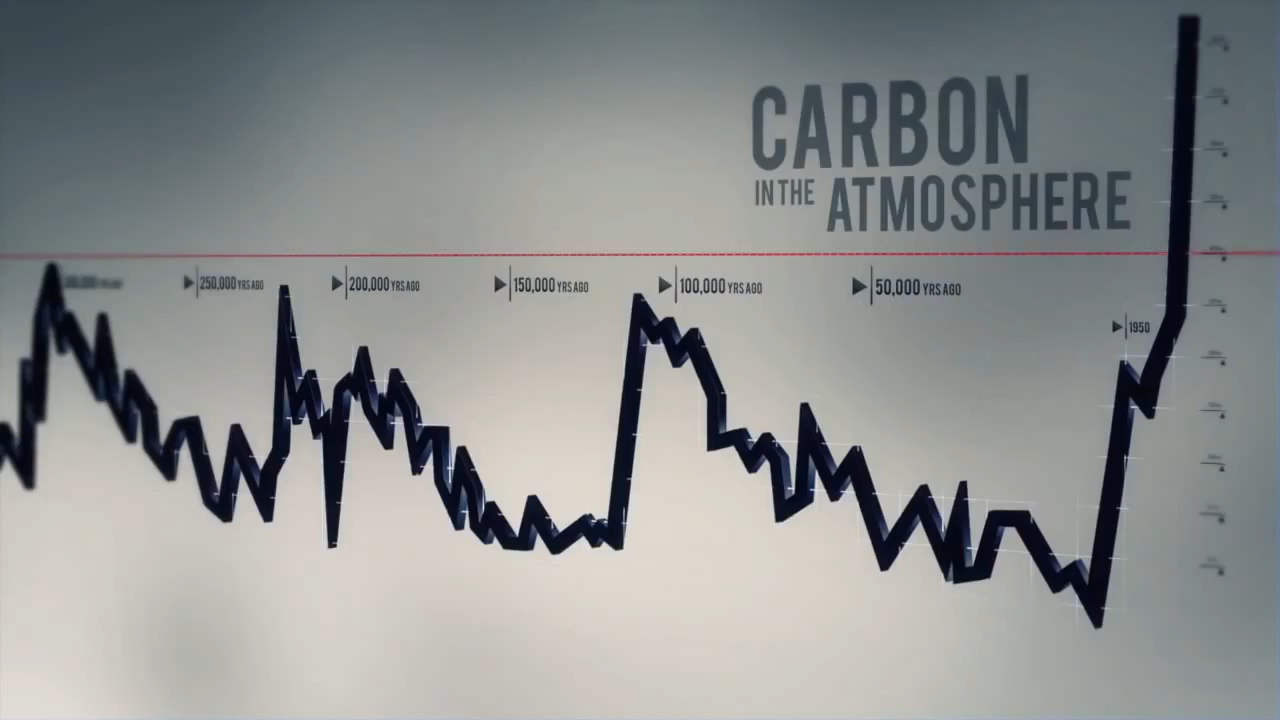 CARBON
IN THE ATMOSPHERE
250,000 YRS AGO
200,000 YRS AGO
150,000 YRS AGO
100,000 YRS AGO
50,000 YRS AGO
1950